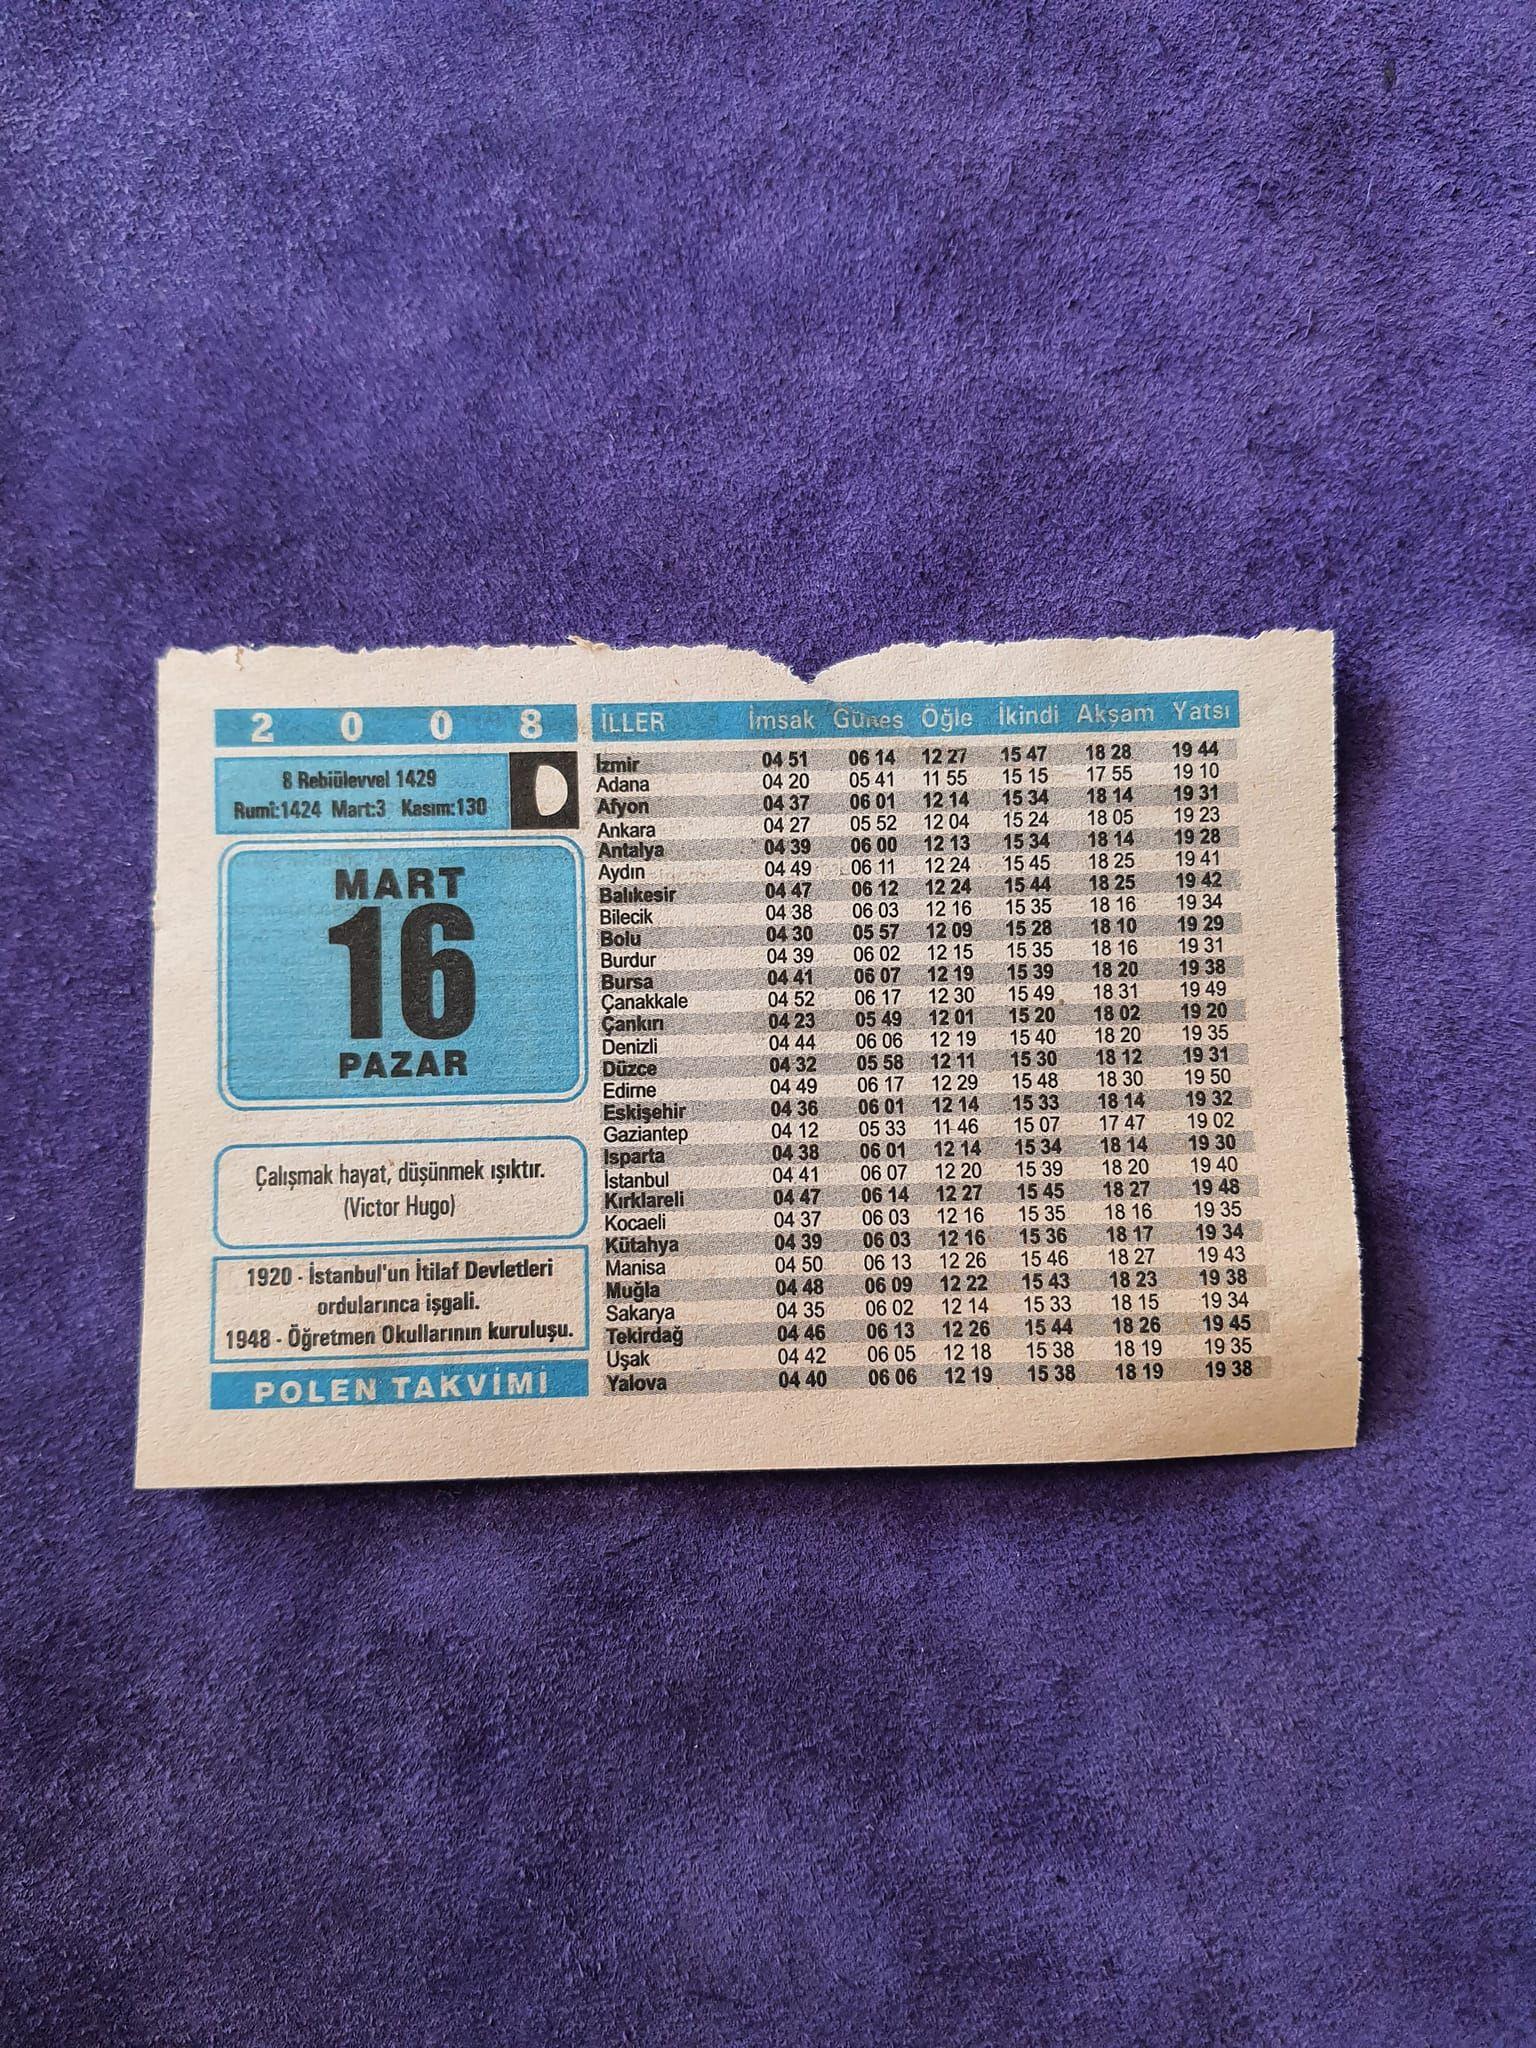 2 0 0 8
8 Rebiülevvel 1429
Rumî:1424 Mart:3 Kasım:130
MART
16
PAZAR
Çalışmak hayat, düşünmek ışıktır.
(Victor Hugo)
1920 - İstanbul'un İtilaf Devletleri
ordularınca işgali.
1948 - Öğretmen Okullarının kuruluşu.
POLEN TAKVİMİ
İLLER İmsak Güneş Öğle İkindi Akşam Yatsı
İzmir 04 51 06 14 12 27 15 47 18 28 19 44
Adana 04 20 05 41 11 55 15 15 17 55 19 10
Afyon 04 37 06 01 12 14 15 34 18 14 19 31
Ankara 04 27 05 52 12 04 15 24 18 05 19 23
Antalya 04 39 06 00 12 13 15 34 18 14 19 28
Aydın 04 49 06 11 12 24 15 45 18 25 19 41
Balıkesir 04 47 06 12 12 24 15 44 18 25 19 42
Bilecik 04 38 06 03 12 16 15 35 18 16 19 34
Bolu 04 30 05 57 12 09 15 28 18 10 19 29
Burdur 04 39 06 02 12 15 15 35 18 16 19 31
Bursa 04 41 06 07 12 19 15 39 18 20 19 38
Çanakkale 04 52 06 17 12 30 15 49 18 31 19 49
Çankırı 04 23 05 49 12 01 15 20 18 02 19 20
Denizli 04 44 06 06 12 19 15 40 18 20 19 35
Düzce 04 32 05 58 12 11 15 30 18 12 19 31
Edirne 04 49 06 17 12 29 15 48 18 30 19 50
Eskişehir 04 36 06 01 12 14 15 33 18 14 19 32
Gaziantep 04 12 05 33 11 46 15 07 17 47 19 02
Isparta 04 38 06 01 12 14 15 34 18 14 19 30
İstanbul 04 41 06 07 12 20 15 39 18 20 19 40
Kırklareli 04 47 06 14 12 27 15 45 18 27 19 48
Kocaeli 04 37 06 03 12 16 15 35 18 16 19 35
Kütahya 04 39 06 03 12 16 15 36 18 17 19 34
Manisa 04 50 06 13 12 26 15 46 18 27 19 43
Muğla 04 48 06 09 12 22 15 43 18 23 19 38
Sakarya 04 35 06 02 12 14 15 33 18 15 19 34
Tekirdağ 04 46 06 13 12 26 15 44 18 26 19 45
Uşak 04 42 06 05 12 18 15 38 18 19 19 35
Yalova 04 40 06 06 12 19 15 38 18 19 19 38